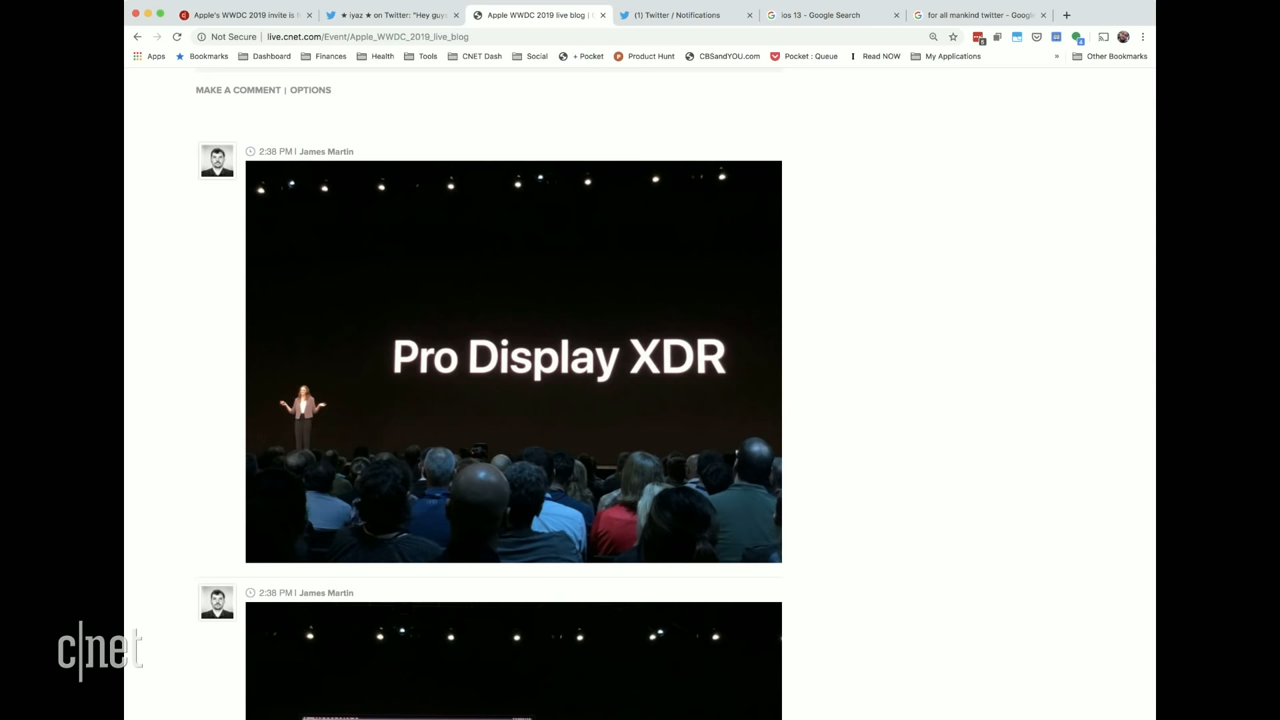 Apple's WWDC 2019 invite is t
★ iyaz ★ on Twitter: "Hey guys
Apple WWDC 2019 live blog | C
(1) Twitter / Notifications
ios 13 - Google Search
for all mankind twitter - Googl
Not Secure | live.cnet.com/Event/Apple_WWDC_2019_live_blog
Apps
Bookmarks
Dashboard
Finances
Health
Tools
CNET Dash
Social
+ Pocket
Product Hunt
CBSandYOU.com
Pocket : Queue
Read NOW
My Applications
»
Other Bookmarks
MAKE A COMMENT | OPTIONS
2:38 PM | James Martin
Pro Display XDR
2:38 PM | James Martin
c|net